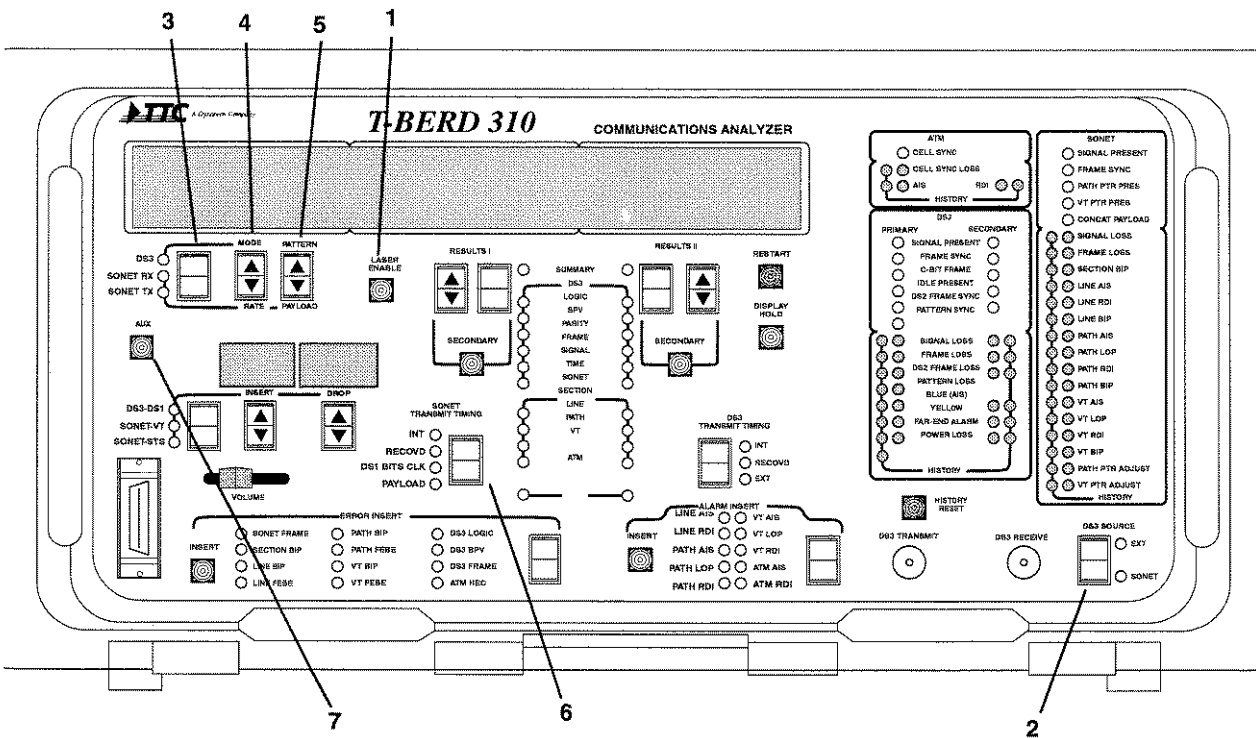 3
4
5
1
TTC
A Dynatech Company
T-BERD 310
COMMUNICATIONS ANALYZER
ATM
CELL SYNC
CELL SYNC LOSS
AIS
RDI
HISTORY
SONET
SIGNAL PRESENT
FRAME SYNC
PATH PTR PRES
VT PTR PRES
CONCAT PAYLOAD
SIGNAL LOSS
FRAME LOSS
SECTION BIP
LINE AIS
LINE RDI
LINE BIP
PATH AIS
PATH LOP
PATH RDI
PATH BIP
VT AIS
VT LOP
VT RDI
VT BIP
PATH PTR ADJUST
VT PTR ADJUST
HISTORY
DS3
PRIMARY
SECONDARY
SIGNAL PRESENT
FRAME SYNC
C-BIT FRAME
IDLE PRESENT
DS2 FRAME SYNC
PATTERN SYNC
SIGNAL LOSS
FRAME LOSS
DS2 FRAME LOSS
PATTERN LOSS
BLUE (AIS)
YELLOW
FAR-END ALARM
POWER LOSS
HISTORY
MODE
PATTERN
DS3
SONET RX
SONET TX
RATE
PAYLOAD
LASER
ENABLE
RESULTS I
RESULTS II
SECONDARY
SECONDARY
SUMMARY
DS3
LOGIC
BPV
PARITY
FRAME
SIGNAL
TIME
SONET
SECTION
LINE
PATH
VT
ATM
RESTART
DISPLAY
HOLD
AUX
INSERT
DROP
DS3-DS1
SONET-VT
SONET-STS
VOLUME
SONET
TRANSMIT TIMING
INT
RECOVD
DS1 BITS CLK
PAYLOAD
DS3
TRANSMIT TIMING
INT
RECOVD
EXT
ERROR INSERT
INSERT
SONET FRAME
SECTION BIP
LINE BIP
LINE FEBE
PATH BIP
PATH FEBE
VT BIP
VT FEBE
DS3 LOGIC
DS3 BPV
DS3 FRAME
ATM HEC
ALARM INSERT
INSERT
LINE AIS
LINE RDI
PATH AIS
PATH LOP
PATH RDI
VT AIS
VT LOP
VT RDI
ATM AIS
ATM RDI
HISTORY
RESET
DS3 TRANSMIT
DS3 RECEIVE
DS3 SOURCE
EXT
SONET
7
6
2